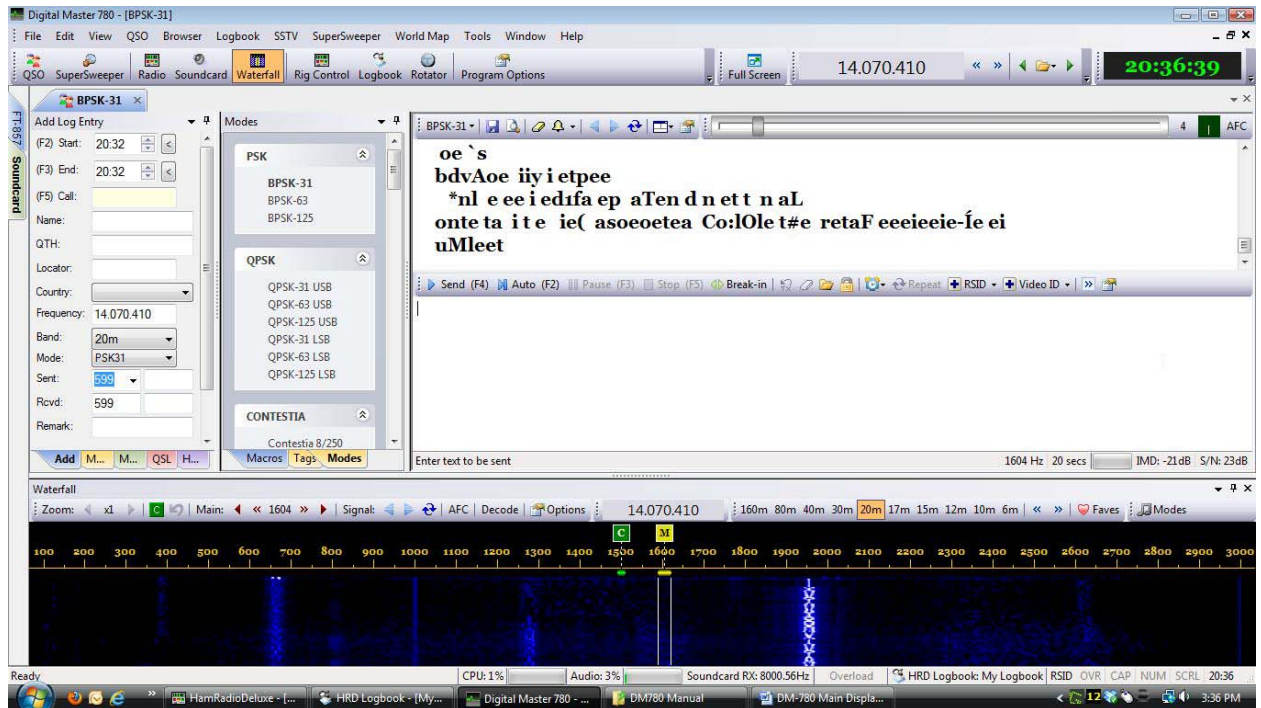 Digital Master 780 - [BPSK-31]
File Edit View QSO Browser Logbook SSTV SuperSweeper World Map Tools Window Help
QSO SuperSweeper Radio Soundcard Waterfall Rig Control Logbook Rotator Program Options Full Screen 14.070.410 « » 20:36:39
BPSK-31 ×
FT-857 Soundcard
Add Log Entry
(F2) Start: 20:32 <
(F3) End: 20:32 <
(F5) Call:
Name:
QTH:
Locator:
Country:
Frequency: 14.070.410
Band: 20m
Mode: PSK31
Sent: 599
Rcvd: 599
Remark:
Add M... M... QSL H...
Modes
PSK
BPSK-31
BPSK-63
BPSK-125
QPSK
QPSK-31 USB
QPSK-63 USB
QPSK-125 USB
QPSK-31 LSB
QPSK-63 LSB
QPSK-125 LSB
CONTESTIA
Contestia 8/250
Macros Tags Modes
BPSK-31 4 AFC
oe `s
bdvAoe iiy i etpee
*nl e ee i ed1fa ep aTen d n et t n aL
onte ta i t e ie( asoeoetea Co:lOle t#e retaF eeeieeie-Íe ei
uMleet
Send (F4) Auto (F2) Pause (F3) Stop (F5) Break-in Repeat RSID Video ID »
Enter text to be sent 1604 Hz 20 secs IMD: -21dB S/N: 23dB
Waterfall
Zoom: x1 C Main: « 1604 » Signal: AFC Decode Options 14.070.410 160m 80m 40m 30m 20m 17m 15m 12m 10m 6m « » Faves Modes
C M
100 200 300 400 500 600 700 800 900 1000 1100 1200 1300 1400 1500 1600 1700 1800 1900 2000 2100 2200 2300 2400 2500 2600 2700 2800 2900 3000
Ready CPU: 1% Audio: 3% Soundcard RX: 8000.56Hz Overload HRD Logbook: My Logbook RSID OVR CAP NUM SCRL 20:36
» HamRadioDeluxe - [... HRD Logbook - [My... Digital Master 780 - ... DM780 Manual DM-780 Main Displa... < 12 3:36 PM